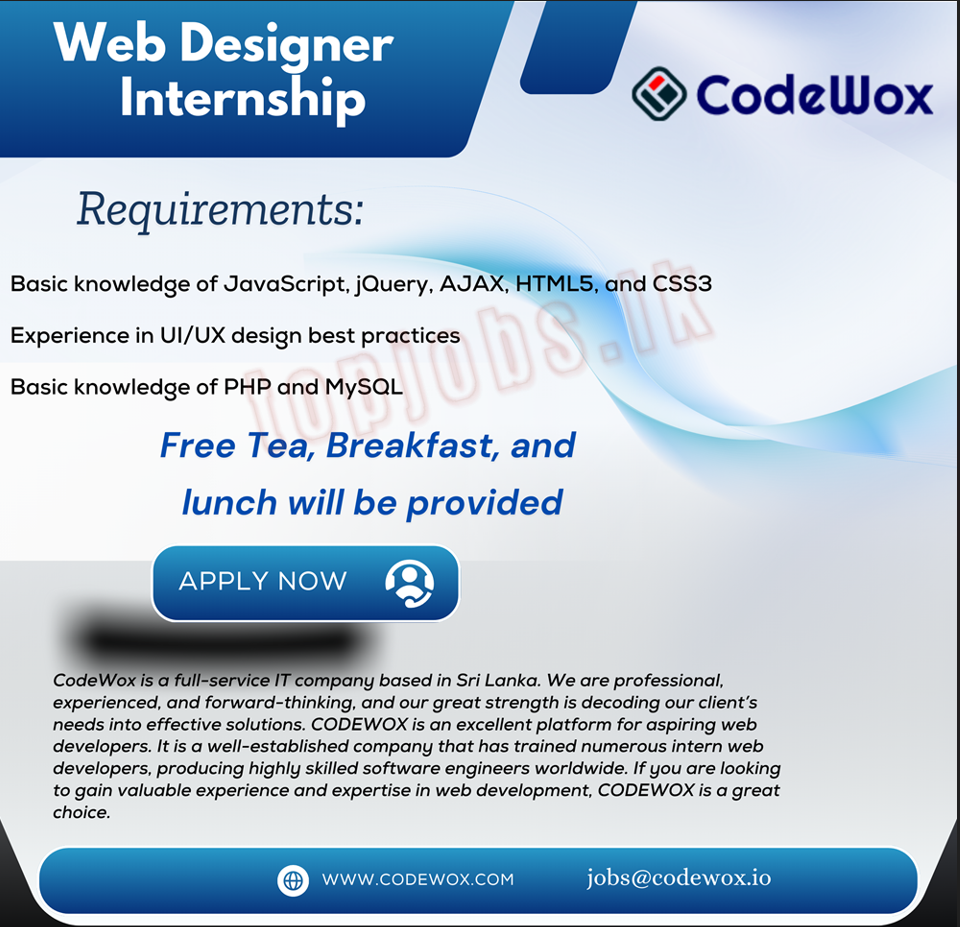 Web Designer
Internship
CodeWox
Requirements:
Basic knowledge of JavaScript, jQuery, AJAX, HTML5, and CSS3
Experience in UI/UX design best practices
Basic knowledge of PHP and MySQL
topjobs.lk
Free Tea, Breakfast, and
lunch will be provided
APPLY NOW
CodeWox is a full-service IT company based in Sri Lanka. We are professional,
experienced, and forward-thinking, and our great strength is decoding our client's
needs into effective solutions. CODEWOX is an excellent platform for aspiring web
developers. It is a well-established company that has trained numerous intern web
developers, producing highly skilled software engineers worldwide. If you are looking
to gain valuable experience and expertise in web development, CODEWOX is a great
choice.
WWW.CODEWOX.COM
jobs@codewox.io